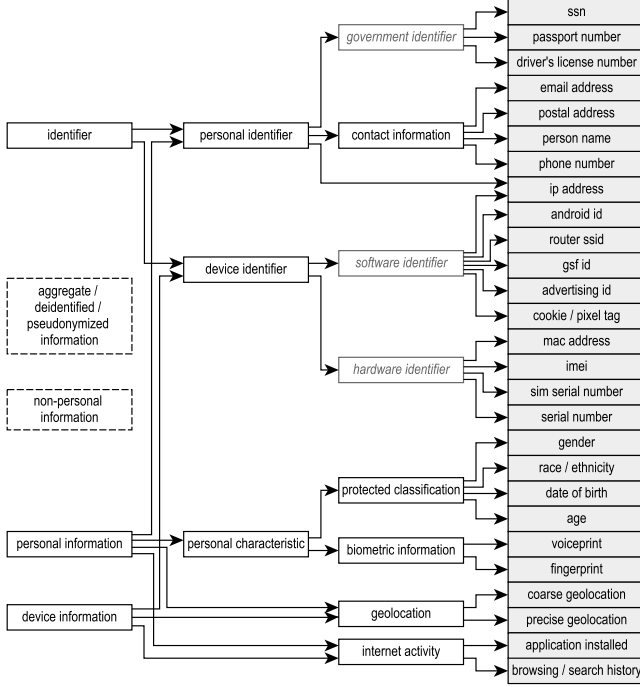 ssn
government identifier
passport number
driver's license number
email address
postal address
identifier
personal identifier
contact information
person name
phone number
ip address
android id
router ssid
device identifier
software identifier
gsf id
advertising id
aggregate /
deidentified /
pseudonymized
information
cookie / pixel tag
mac address
hardware identifier
imei
sim serial number
non-personal
information
serial number
gender
race / ethnicity
protected classification
date of birth
age
personal information
personal characteristic
biometric information
voiceprint
fingerprint
coarse geolocation
device information
geolocation
precise geolocation
internet activity
application installed
browsing / search history